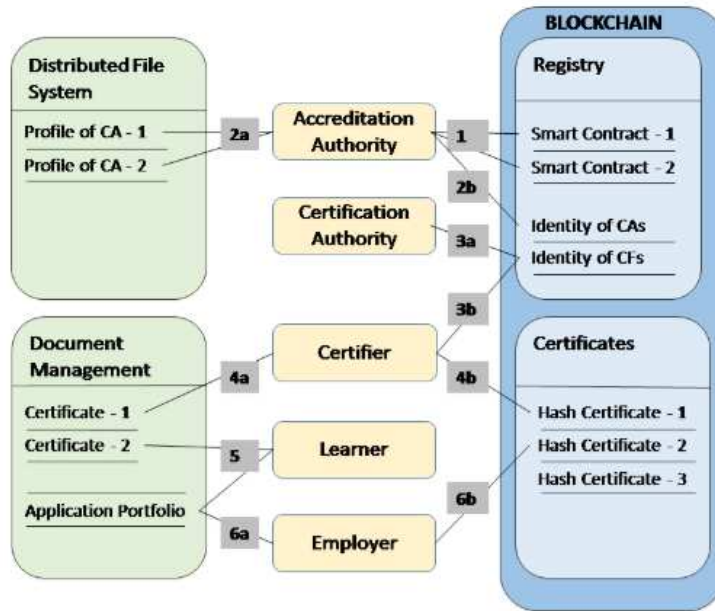 BLOCKCHAIN
Distributed File
System
Profile of CA - 1
Profile of CA - 2
2a
Accreditation
Authority
1
2b
Registry
Smart Contract - 1
Smart Contract - 2
Identity of CAs
Identity of CFs
Certification
Authority
3a
3b
Document
Management
Certificate - 1
Certificate - 2
Application Portfolio
4a
Certifier
4b
5
Learner
6a
Employer
6b
Certificates
Hash Certificate - 1
Hash Certificate - 2
Hash Certificate - 3